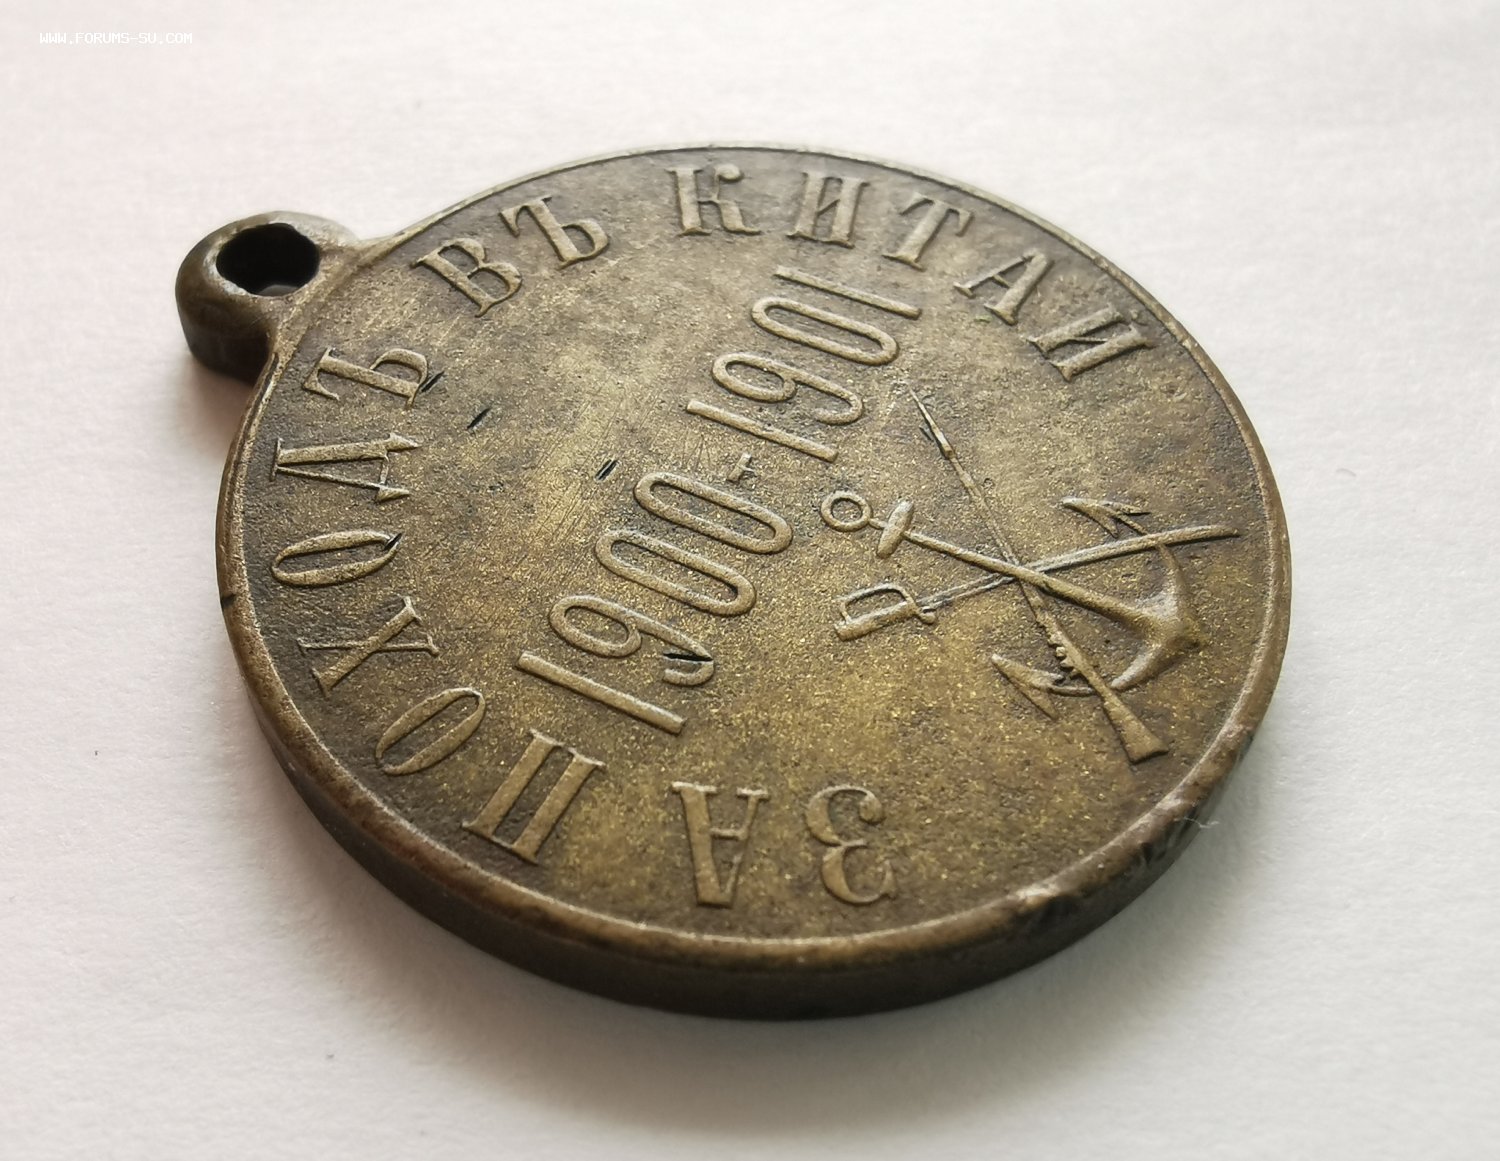 WWW.FORUMS-SU.COM
ЗА ПОХОДЪ ВЪ КИТАЙ
1900-1901